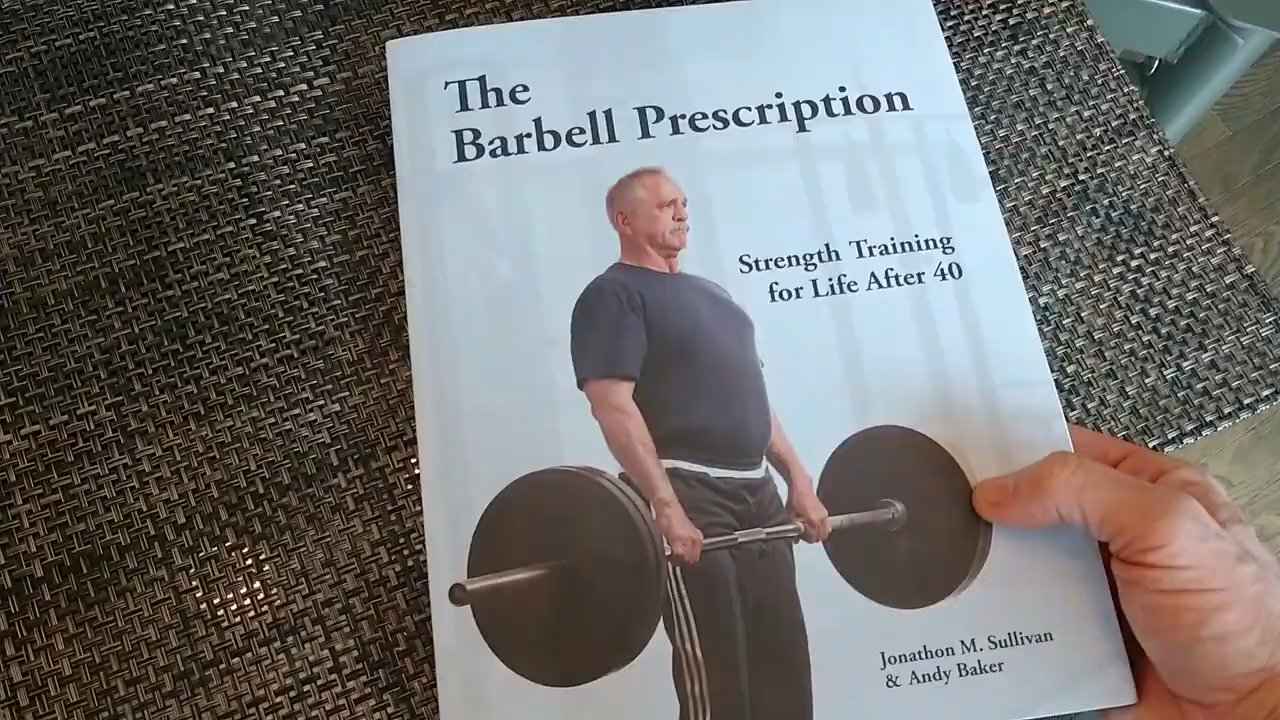 The
Barbell Prescription
Strength Training
for Life After 40
Jonathon M. Sullivan
& Andy Baker